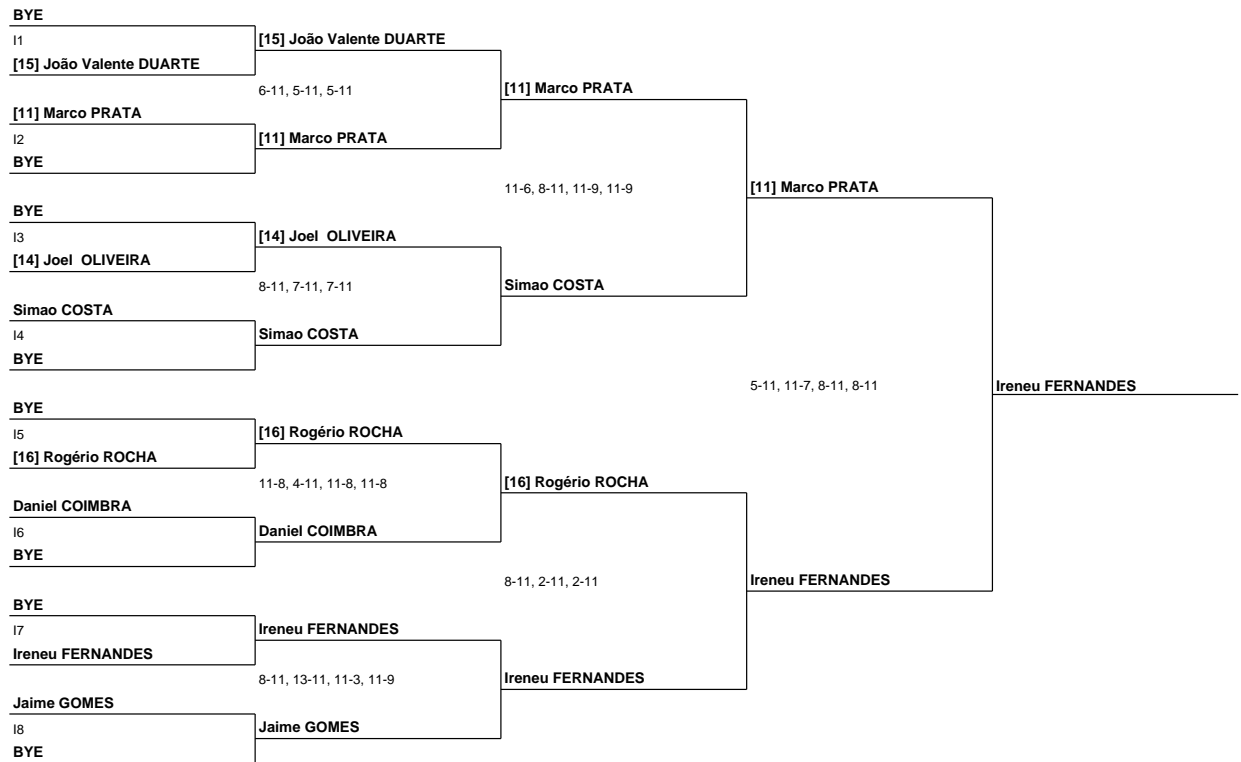 BYE
I1
[15] João Valente DUARTE
[15] João Valente DUARTE
6-11, 5-11, 5-11
[11] Marco PRATA
[11] Marco PRATA
I2
[11] Marco PRATA
BYE
11-6, 8-11, 11-9, 11-9
[11] Marco PRATA
BYE
I3
[14] Joel  OLIVEIRA
[14] Joel  OLIVEIRA
8-11, 7-11, 7-11
Simao COSTA
Simao COSTA
I4
Simao COSTA
BYE
5-11, 11-7, 8-11, 8-11
Ireneu FERNANDES
BYE
I5
[16] Rogério ROCHA
[16] Rogério ROCHA
11-8, 4-11, 11-8, 11-8
[16] Rogério ROCHA
Daniel COIMBRA
I6
Daniel COIMBRA
BYE
8-11, 2-11, 2-11
Ireneu FERNANDES
BYE
I7
Ireneu FERNANDES
Ireneu FERNANDES
8-11, 13-11, 11-3, 11-9
Ireneu FERNANDES
Jaime GOMES
I8
Jaime GOMES
BYE